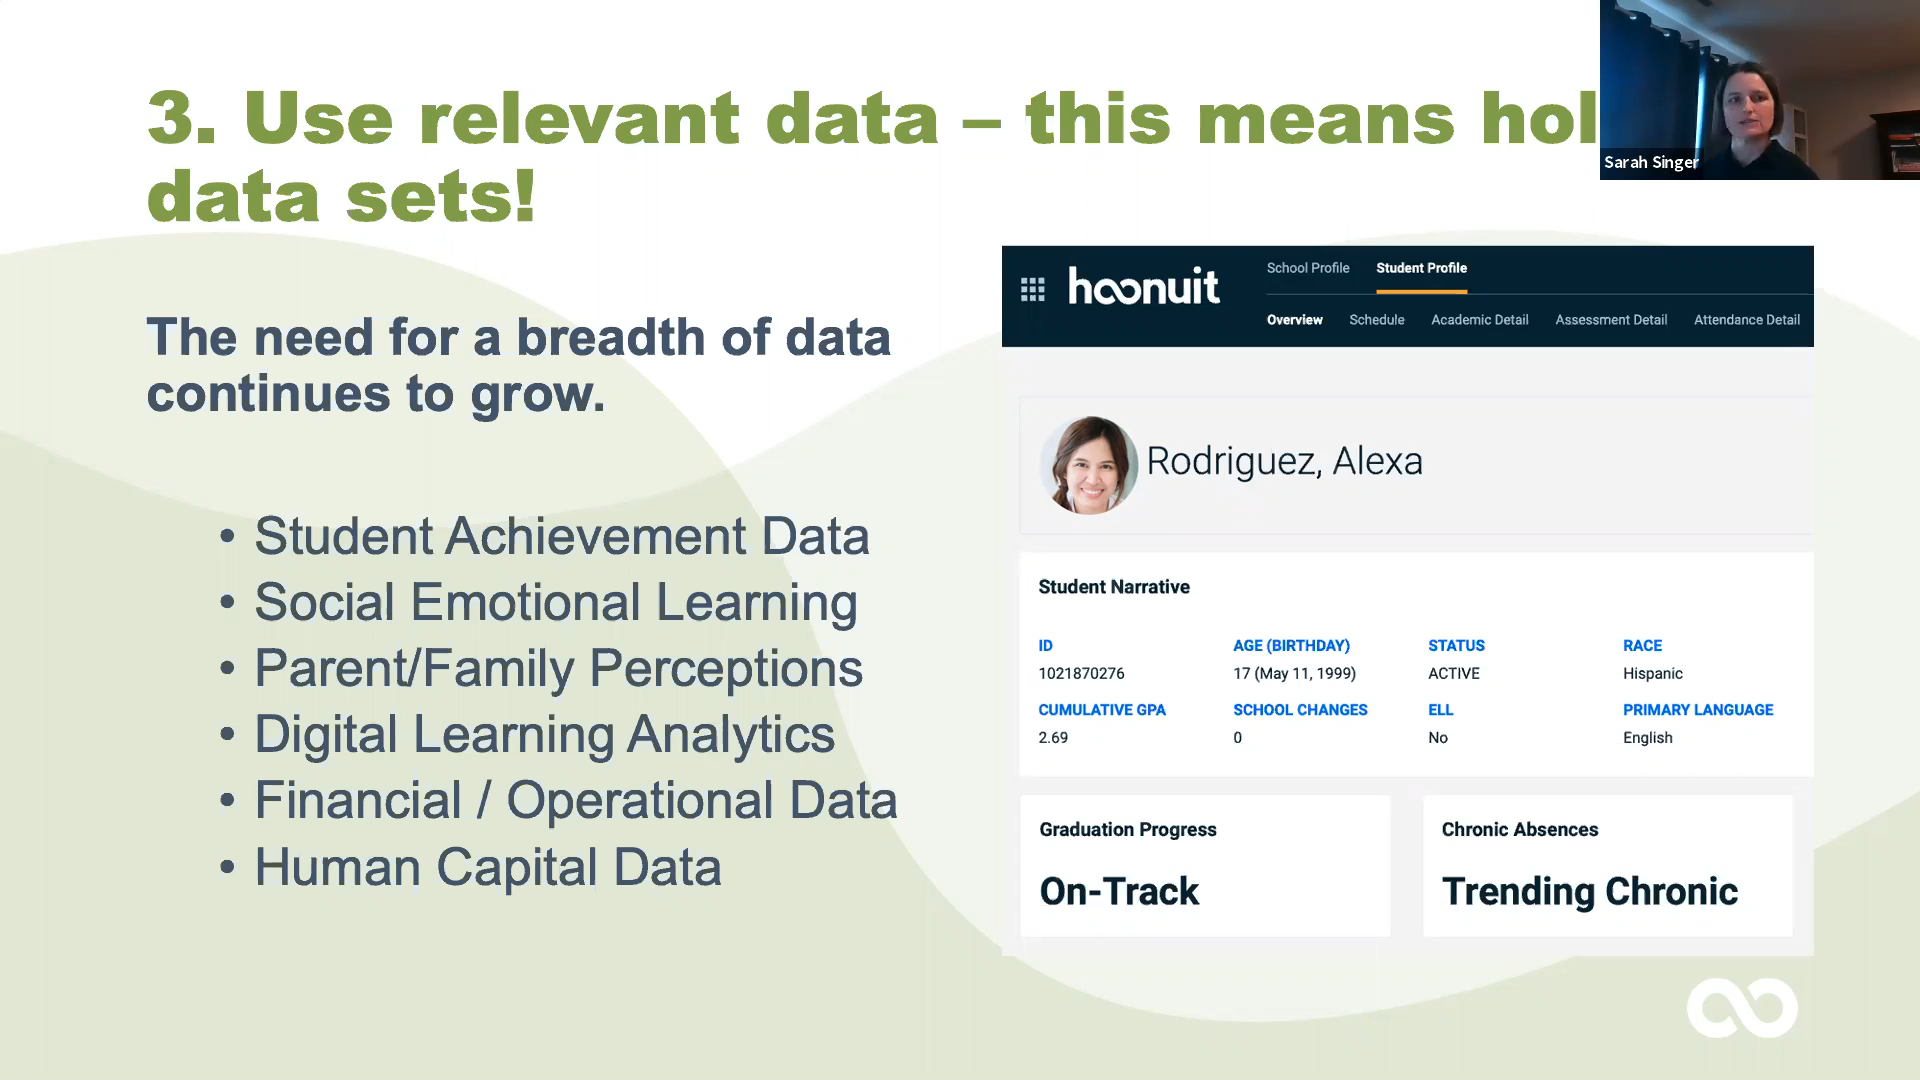 3. Use relevant data – this means hol
data sets!
Sarah Singer
The need for a breadth of data
continues to grow.
• Student Achievement Data
• Social Emotional Learning
• Parent/Family Perceptions
• Digital Learning Analytics
• Financial / Operational Data
• Human Capital Data
hoonuit
School Profile Student Profile
Overview Schedule Academic Detail Assessment Detail Attendance Detail
Rodriguez, Alexa
Student Narrative
ID AGE (BIRTHDAY) STATUS RACE
1021870276 17 (May 11, 1999) ACTIVE Hispanic
CUMULATIVE GPA SCHOOL CHANGES ELL PRIMARY LANGUAGE
2.69 0 No English
Graduation Progress
On-Track
Chronic Absences
Trending Chronic